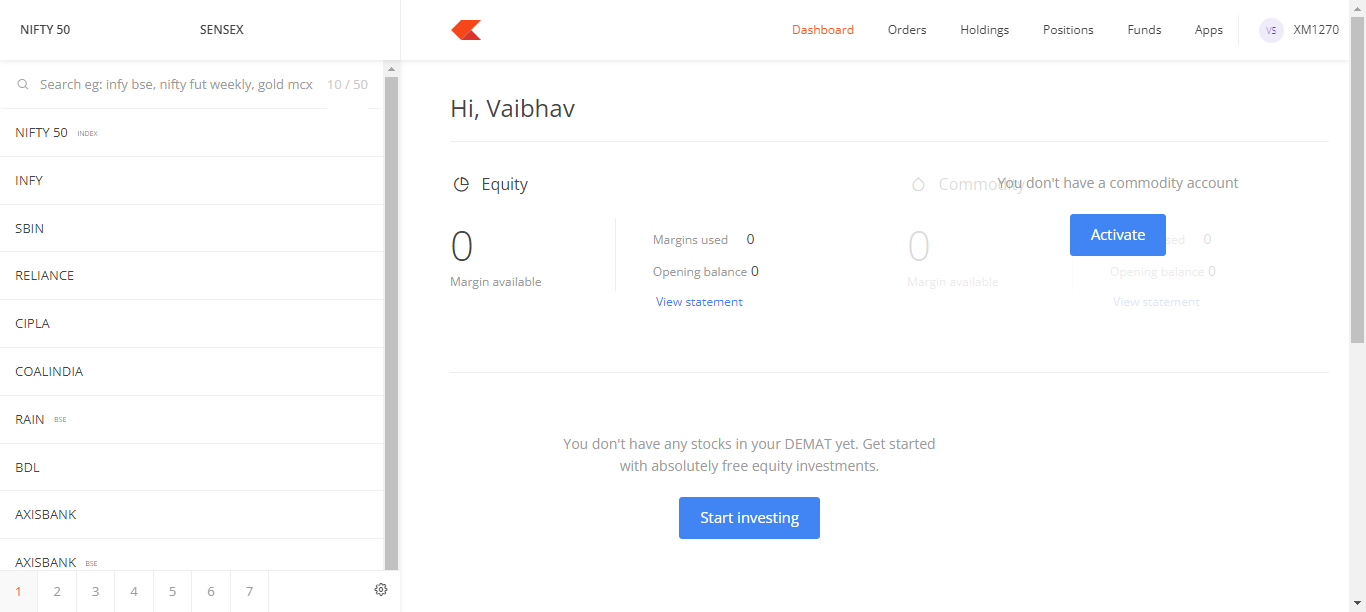 NIFTY 50 SENSEX
Dashboard Orders Holdings Positions Funds Apps VS XM1270
Search eg: infy bse, nifty fut weekly, gold mcx 10 / 50
NIFTY 50 INDEX
INFY
SBIN
RELIANCE
CIPLA
COALINDIA
RAIN BSE
BDL
AXISBANK
AXISBANK BSE
1 2 3 4 5 6 7
Hi, Vaibhav
Equity
0
Margin available
Margins used 0
Opening balance 0
View statement
Commodity
You don't have a commodity account
Activate
0
Margin available
used 0
Opening balance 0
View statement
You don't have any stocks in your DEMAT yet. Get started
with absolutely free equity investments.
Start investing